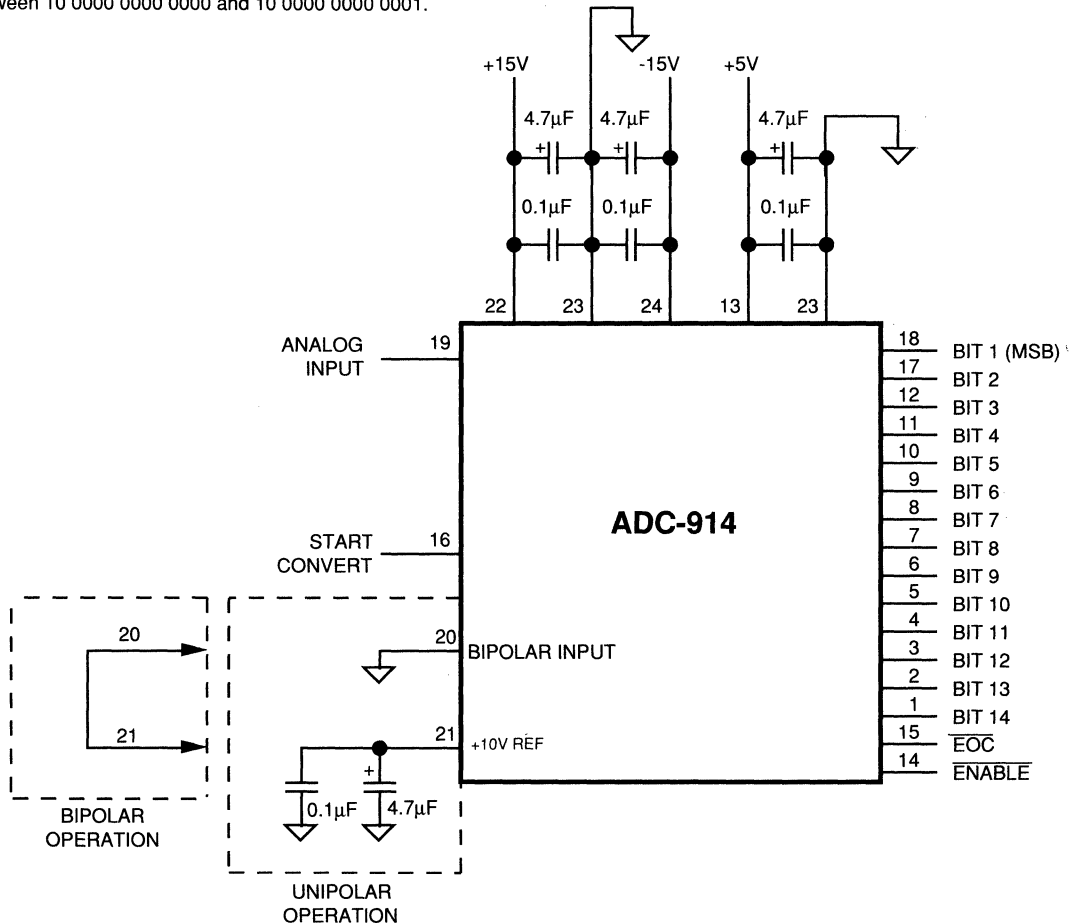 ween 10 0000 0000 0000 and 10 0000 0000 0001.
+15V -15V +5V
4.7µF 4.7µF 4.7µF
+ + +
0.1µF 0.1µF 0.1µF
22 23 24 13 23
ANALOG
INPUT
19
START
CONVERT
16
ADC-914
18 BIT 1 (MSB)
17 BIT 2
12 BIT 3
11 BIT 4
10 BIT 5
9 BIT 6
8 BIT 7
7 BIT 8
6 BIT 9
5 BIT 10
4 BIT 11
3 BIT 12
2 BIT 13
1 BIT 14
15 EOC
14 ENABLE
20
21
BIPOLAR
OPERATION
20 BIPOLAR INPUT
21 +10V REF
+
0.1µF 4.7µF
UNIPOLAR
OPERATION